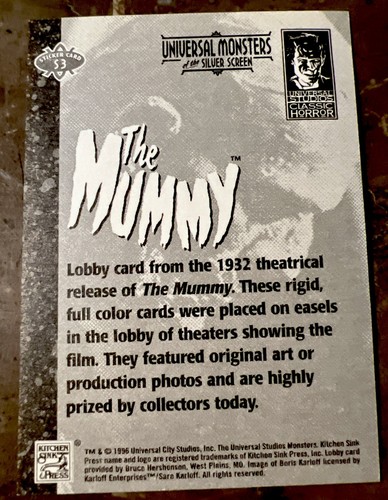 STICKER CARD
S3
UNIVERSAL MONSTERS
of the SILVER SCREEN
UNIVERSAL
STUDIOS
CLASSIC
HORROR
The
MUMMY™
Lobby card from the 1932 theatrical
release of The Mummy. These rigid,
full color cards were placed on easels
in the lobby of theaters showing the
film. They featured original art or
production photos and are highly
prized by collectors today.
KITCHEN
SINK
PRESS
®
TM & © 1996 Universal City Studios, Inc. The Universal Studios Monsters. Kitchen Sink
Press name and logo are registered trademarks of Kitchen Sink Press, Inc. Lobby card
provided by Bruce Hershenson, West Plains, MO. Image of Boris Karloff licensed by
Karloff Enterprises™/Sara Karloff. All rights reserved.